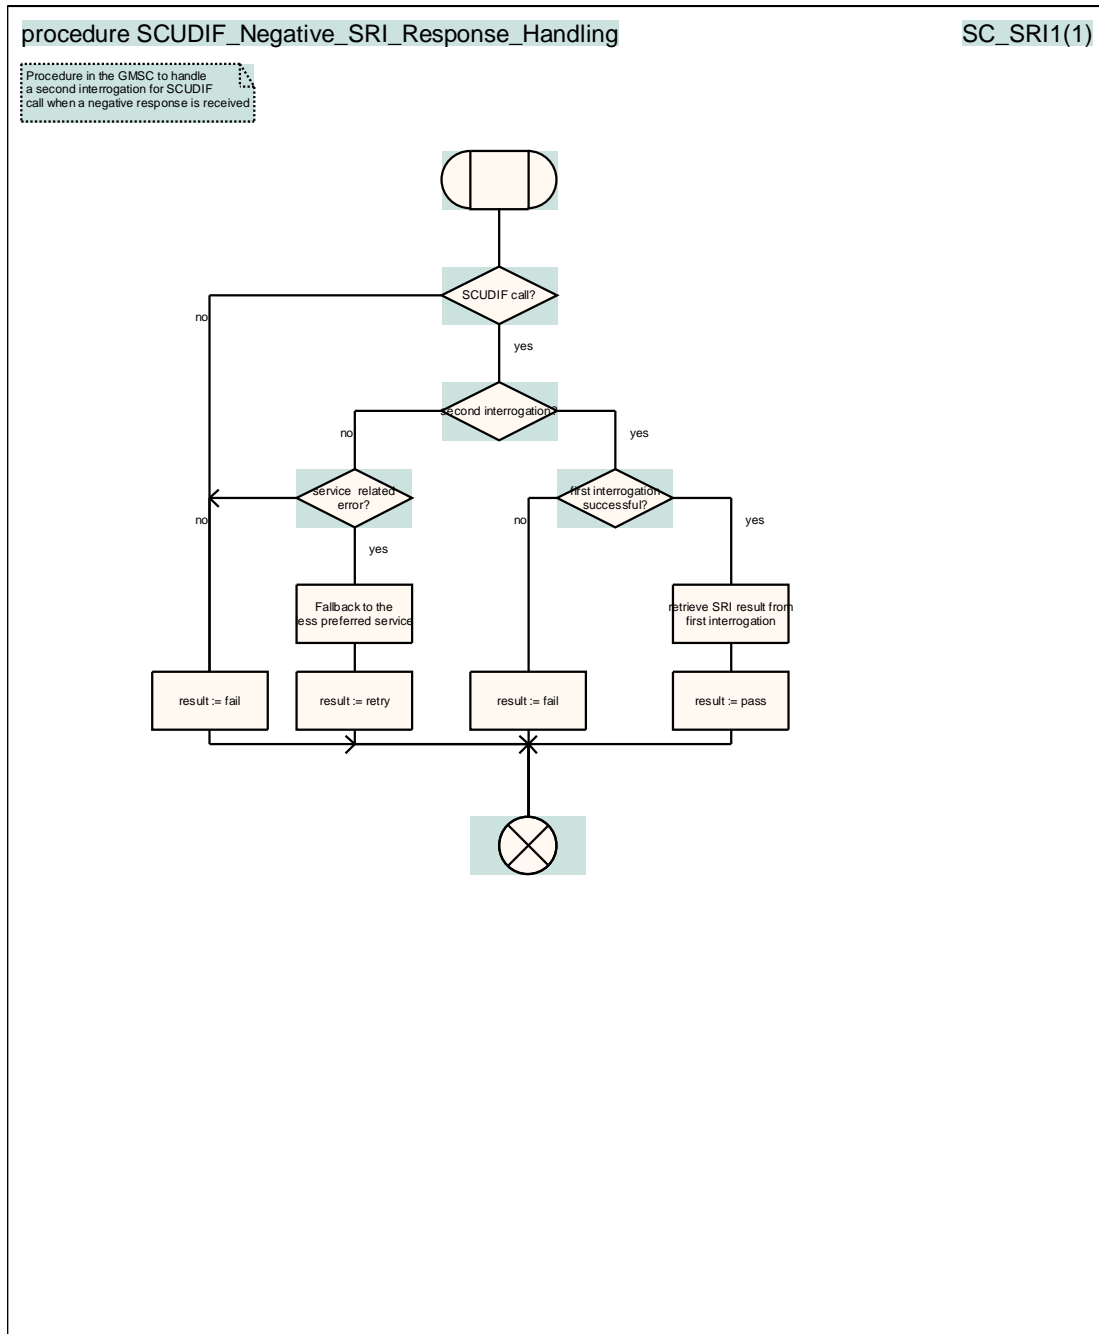 procedure SCUDIF_Negative_SRI_Response_Handling
SC_SRI1(1)
Procedure in the GMSC to handle
a second interrogation for SCUDIF
call when a negative response is received
SCUDIF call?
no
yes
second interrogation?
no
yes
service related
error?
first interrogation
successful?
no
yes
no
yes
Fallback to the
ess preferred service
retrieve SRI result from
first interrogation
result := fail
result := retry
result := fail
result := pass